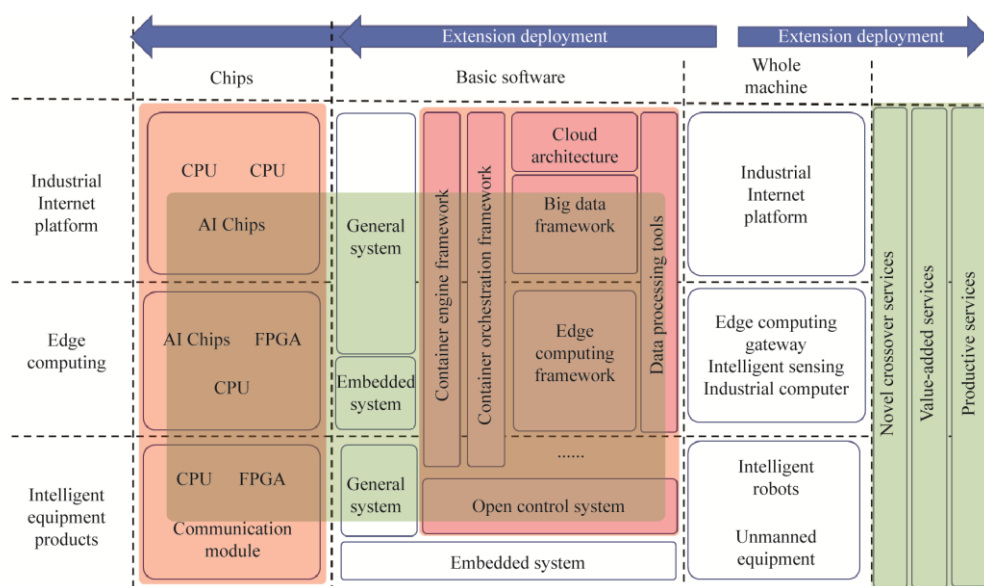 Extension deployment
Extension deployment
Chips
Basic software
Whole
machine
Industrial
Internet
platform
CPU CPU
AI Chips
General
system
Container engine framework
Container orchestration framework
Cloud
architecture
Big data
framework
Data processing tools
Industrial
Internet
platform
Novel crossover services
Value-added services
Productive services
Edge
computing
AI Chips FPGA
CPU
Embedded
system
Edge
computing
framework
Edge computing
gateway
Intelligent sensing
Industrial computer
Intelligent
equipment
products
CPU FPGA
Communication
module
General
system
......
Open control system
Embedded system
Intelligent
robots
Unmanned
equipment